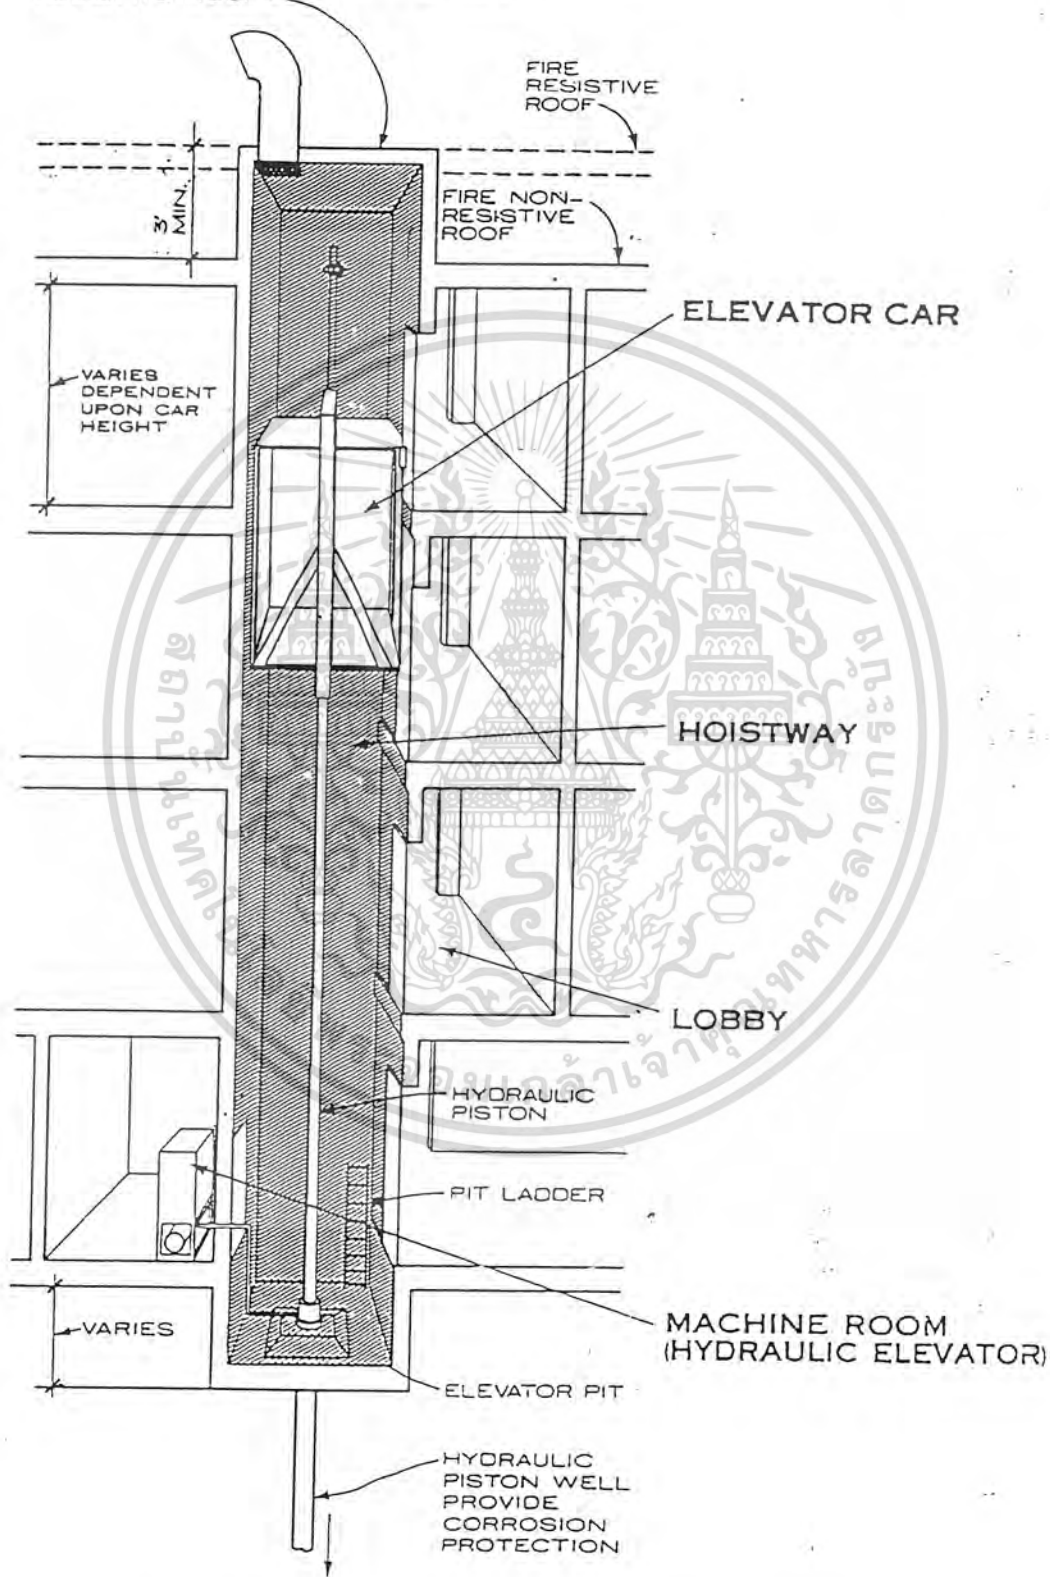 FIRE
RESISTIVE
ROOF
3'
MIN.
FIRE NON-
RESISTIVE
ROOF
ELEVATOR CAR
VARIES
DEPENDENT
UPON CAR
HEIGHT
HOISTWAY
LOBBY
HYDRAULIC
PISTON
PIT LADDER
MACHINE ROOM
(HYDRAULIC ELEVATOR)
VARIES
ELEVATOR PIT
HYDRAULIC
PISTON WELL
PROVIDE
CORROSION
PROTECTION